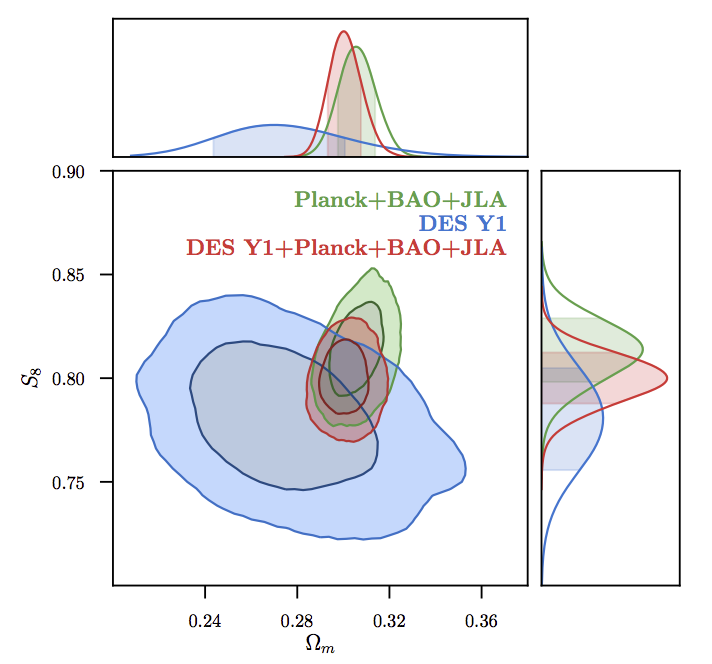 0.90
Planck+BAO+JLA
DES Y1
DES Y1+Planck+BAO+JLA
0.85
0.80
S₈
0.75
0.24 0.28 0.32 0.36
Ωₘ